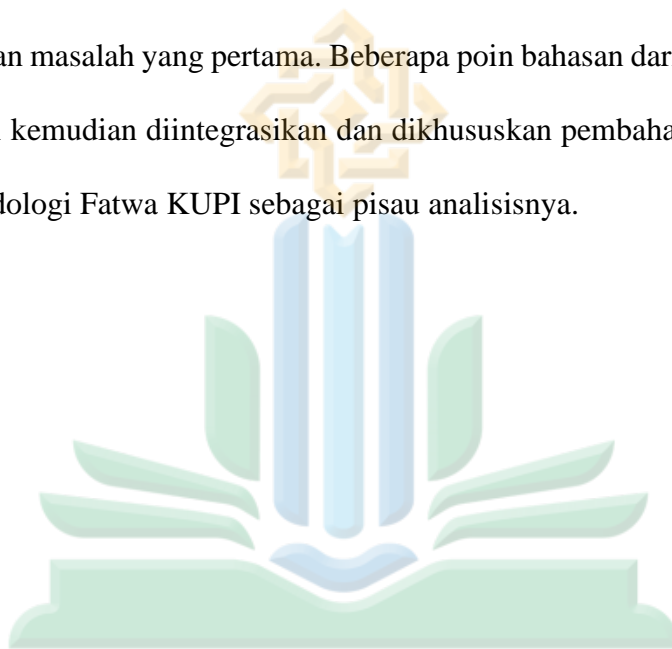 an masalah yang pertama. Beberapa poin bahasan dar
kemudian diintegrasikan dan dikhususkan pembaha
dologi Fatwa KUPI sebagai pisau analisisnya.